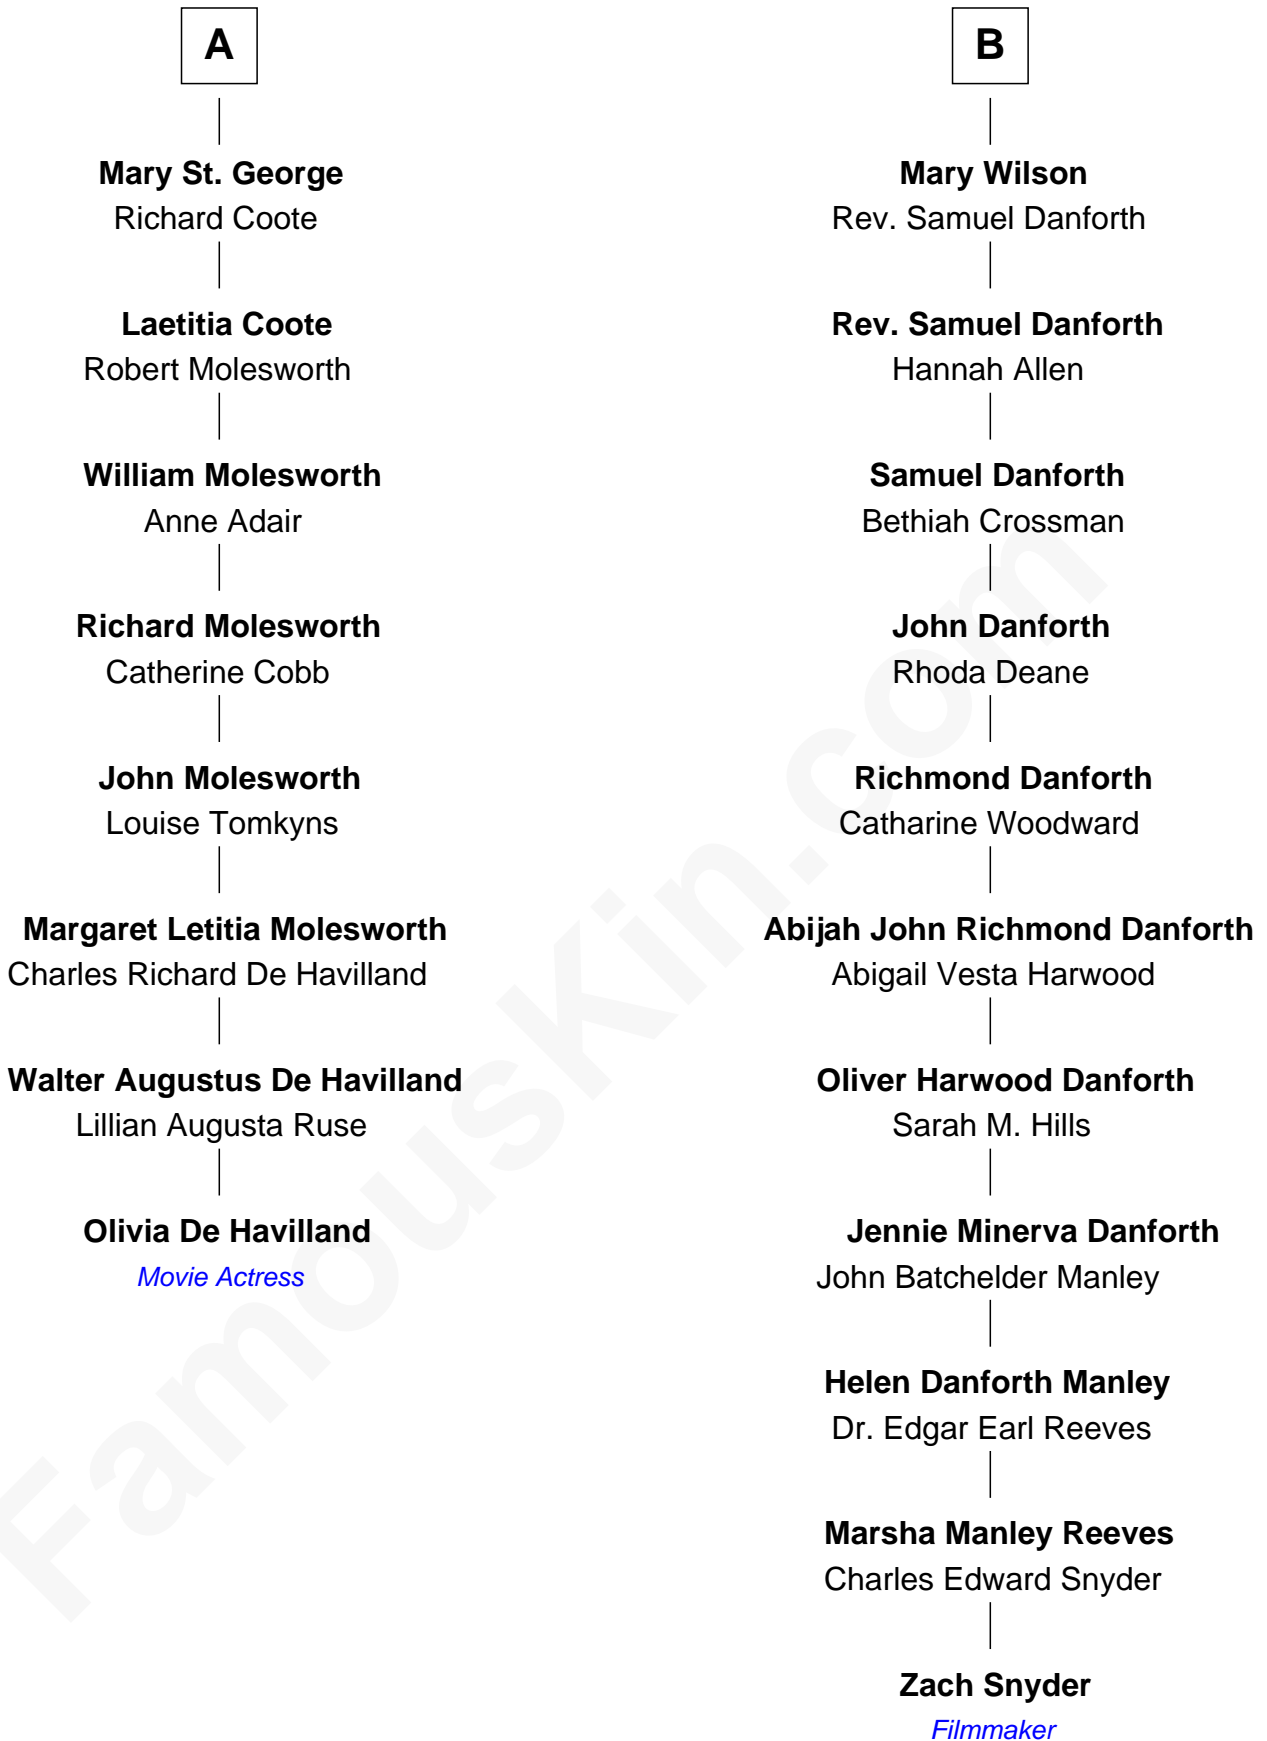 A
Mary St. George
Richard Coote
Laetitia Coote
Robert Molesworth
William Molesworth
Anne Adair
Richard Molesworth
Catherine Cobb
John Molesworth
Louise Tomkyns
Margaret Letitia Molesworth
Charles Richard De Havilland
Walter Augustus De Havilland
Lillian Augusta Ruse
Olivia De Havilland
Movie Actress
B
Mary Wilson
Rev. Samuel Danforth
Rev. Samuel Danforth
Hannah Allen
Samuel Danforth
Bethiah Crossman
John Danforth
Rhoda Deane
Richmond Danforth
Catharine Woodward
Abijah John Richmond Danforth
Abigail Vesta Harwood
Oliver Harwood Danforth
Sarah M. Hills
Jennie Minerva Danforth
John Batchelder Manley
Helen Danforth Manley
Dr. Edgar Earl Reeves
Marsha Manley Reeves
Charles Edward Snyder
Zach Snyder
Filmmaker
FamousKin.com